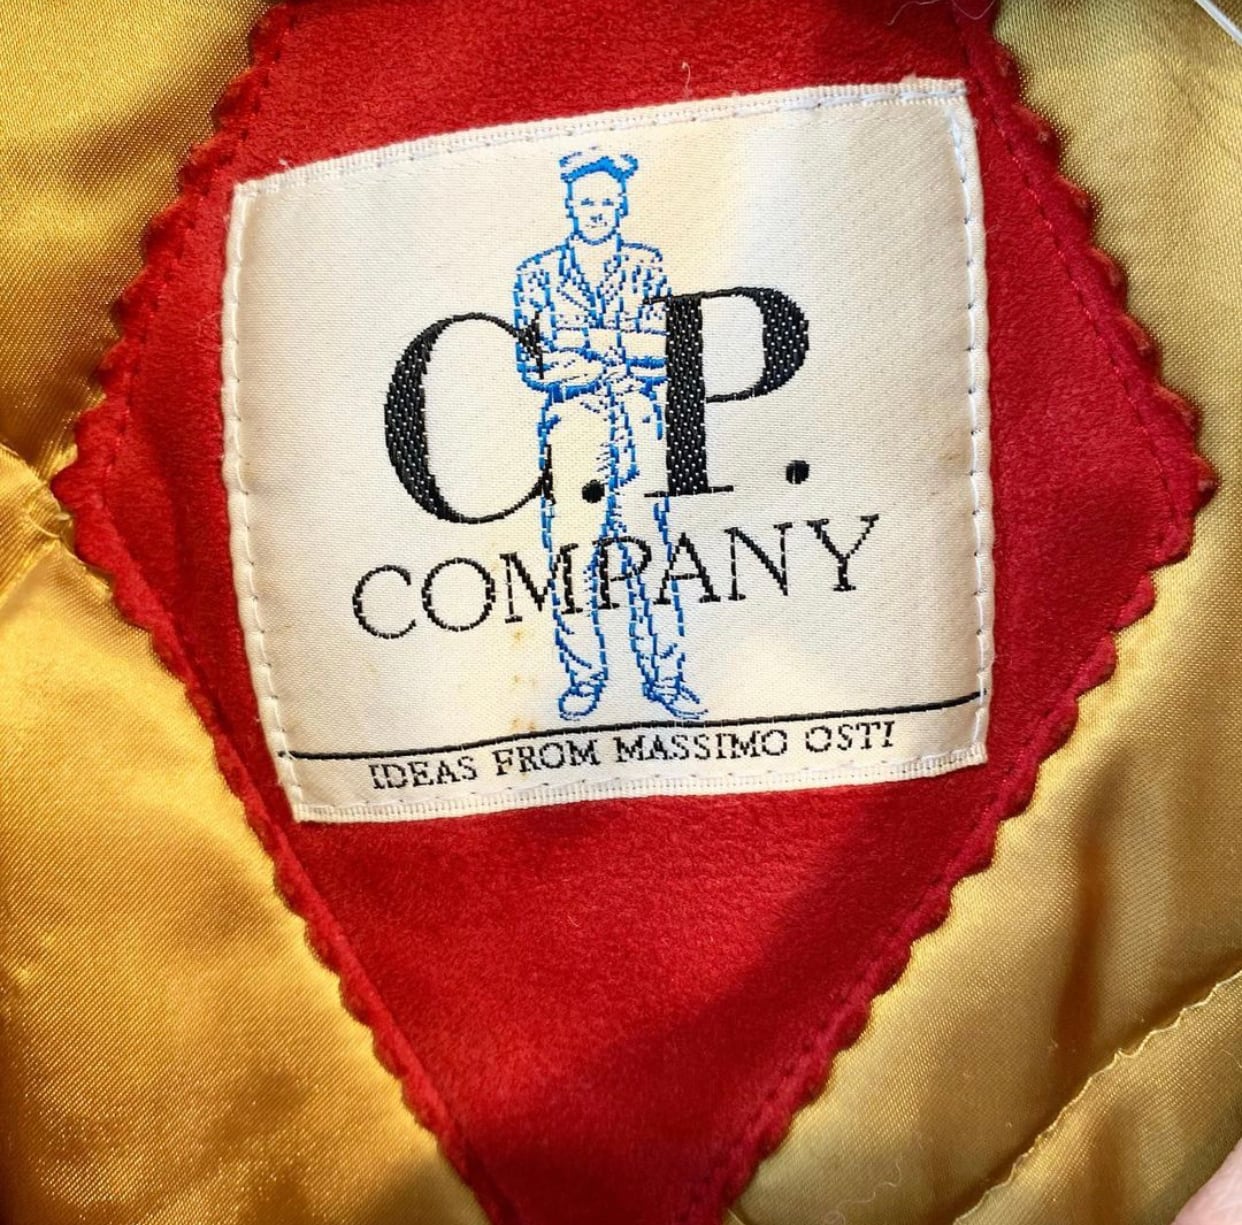 C.P.
COMPANY
IDEAS FROM MASSIMO OSTI